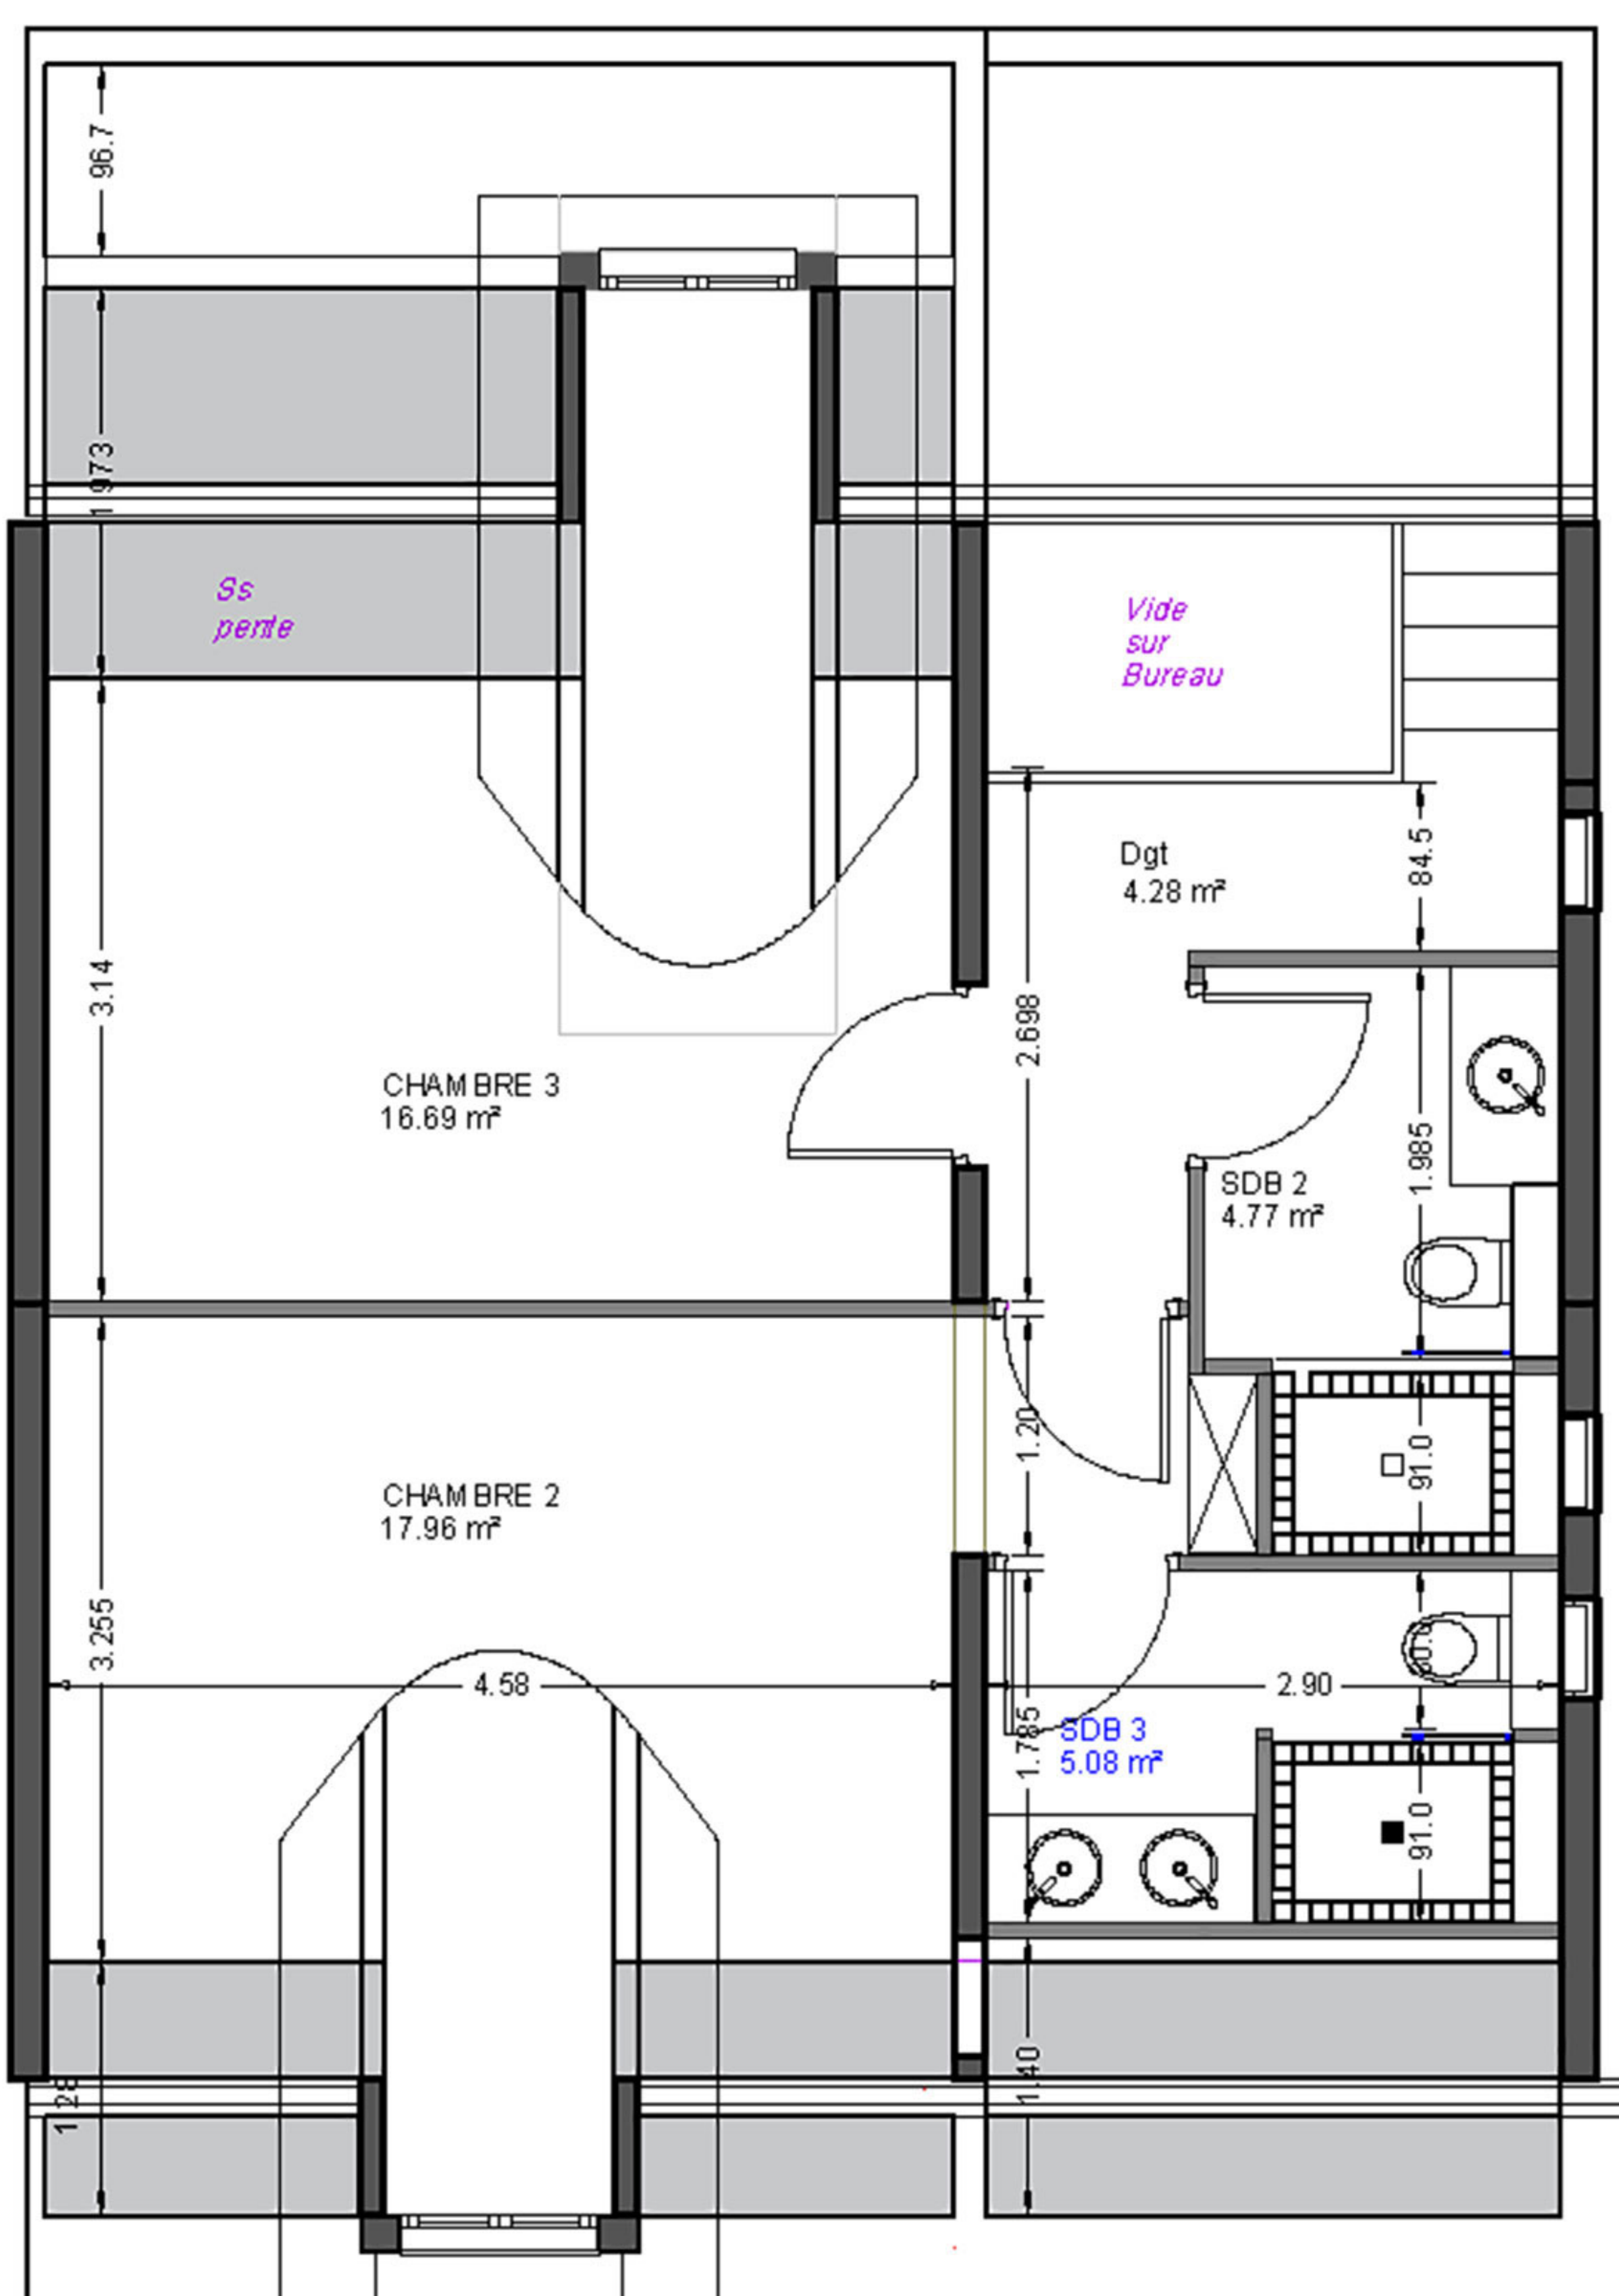 96.7
1.973
Ss
pente
Vide
sur
Bureau
Dgt
4.28 m²
84.5
3.14
2.698
CHAMBRE 3
16.69 m²
1.985
SDB 2
4.77 m²
1.20
91.0
CHAMBRE 2
17.96 m²
3.255
4.58
2.90
1.785
SDB 3
5.08 m²
91.0
1.28
1.40